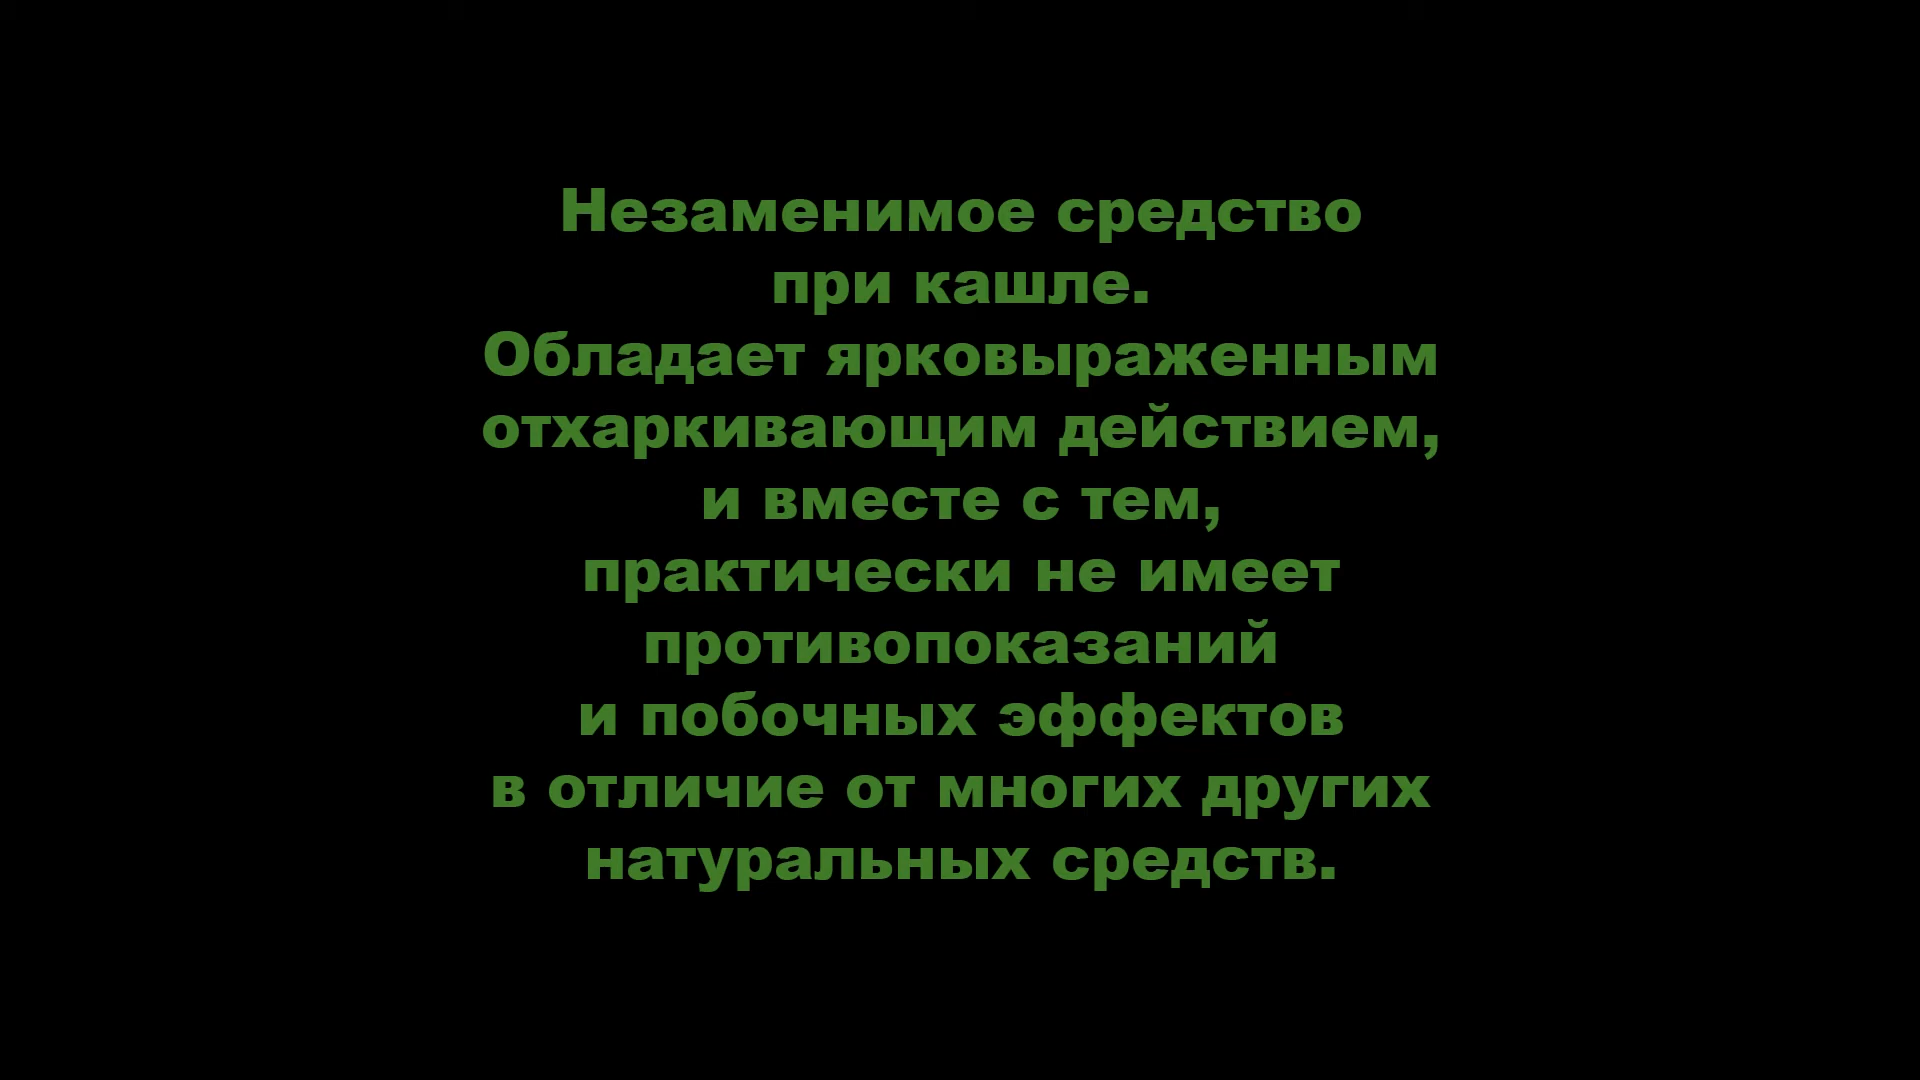 Незаменимое средство
при кашле.
Обладает ярковыраженным
отхаркивающим действием,
и вместе с тем,
практически не имеет
противопоказаний
и побочных эффектов
в отличие от многих других
натуральных средств.